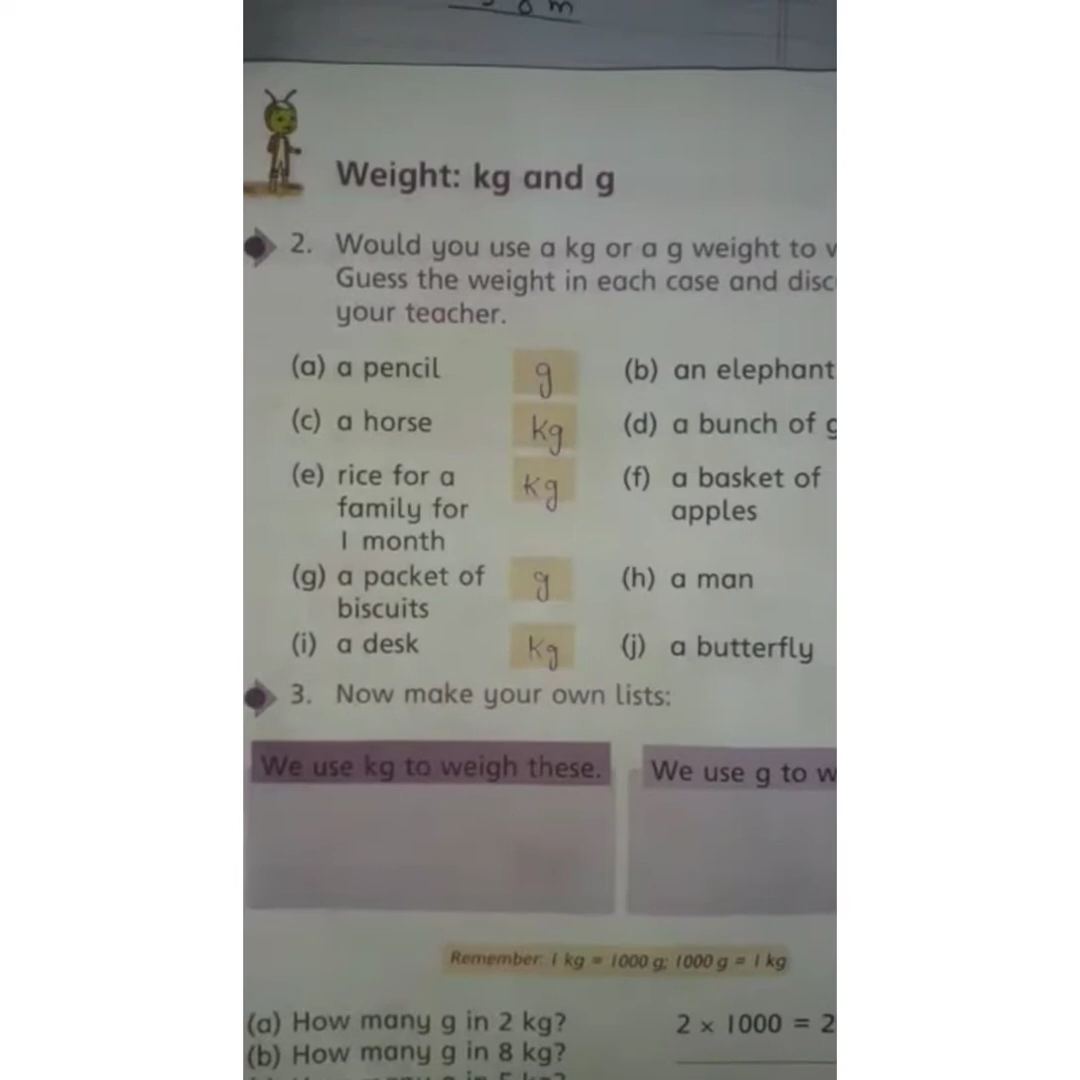 8 m
Weight: kg and g
2. Would you use a kg or a g weight to
Guess the weight in each case and disc
your teacher.
(a) a pencil g (b) an elephant
(c) a horse kg (d) a bunch of g
(e) rice for a kg (f) a basket of
family for apples
1 month
(g) a packet of g (h) a man
biscuits
(i) a desk kg (j) a butterfly
3. Now make your own lists:
We use kg to weigh these. We use g to w
Remember: 1 kg = 1000 g; 1000 g = 1 kg
(a) How many g in 2 kg? 2 × 1000 = 2
(b) How many g in 8 kg?